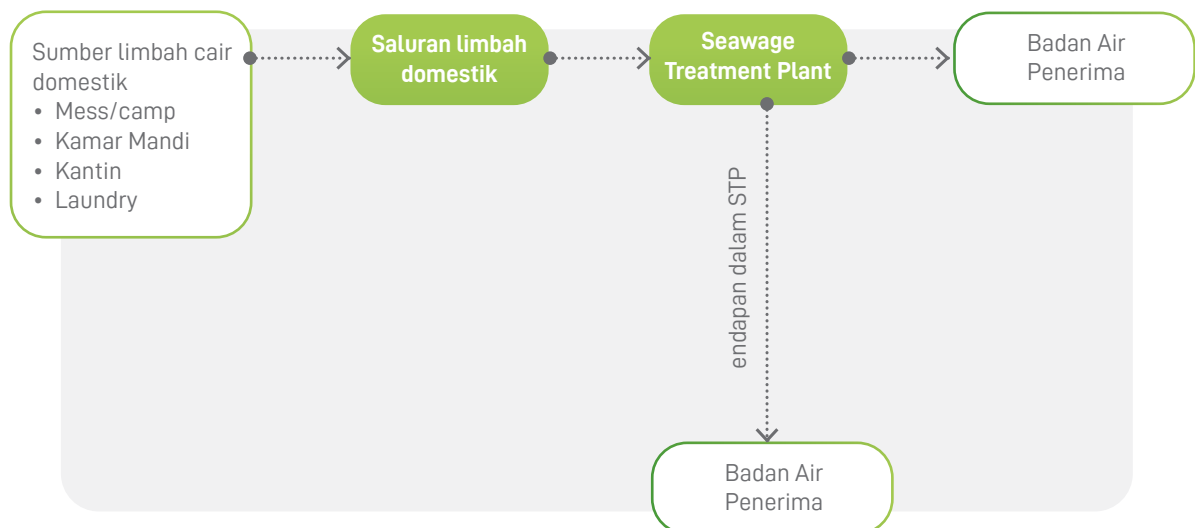 Sumber limbah cair
domestik
• Mess/camp
• Kamar Mandi
• Kantin
• Laundry
Saluran limbah
domestik
Seawage
Treatment Plant
Badan Air
Penerima
endapan dalam STP
Badan Air
Penerima